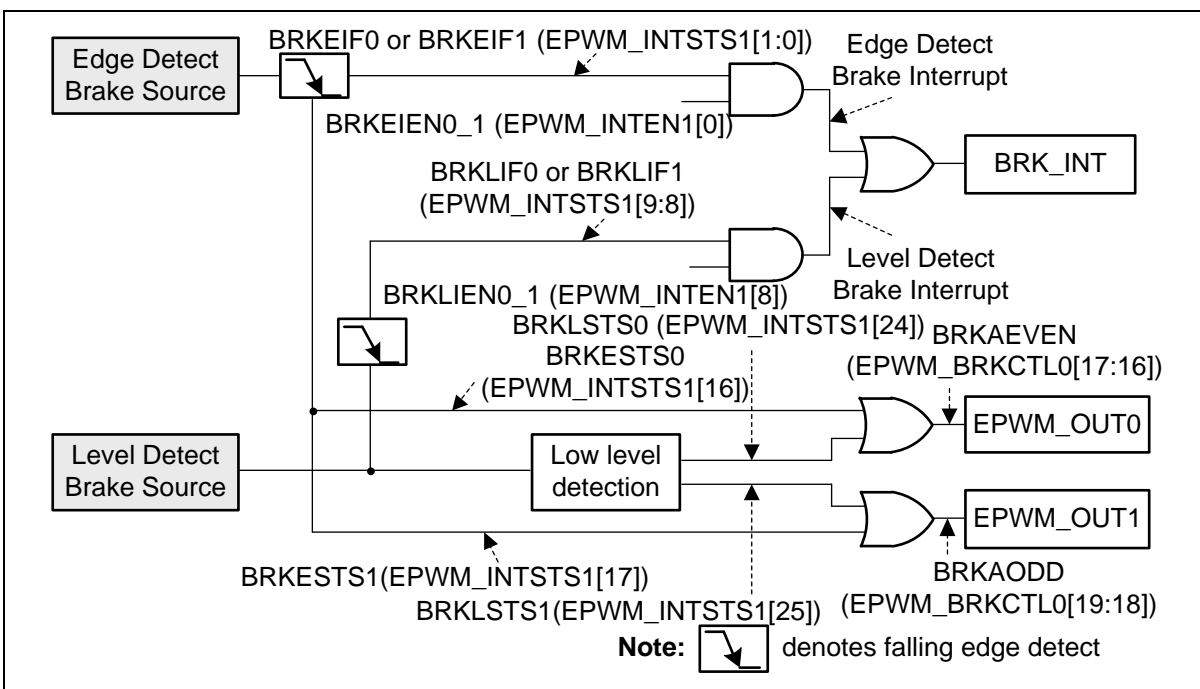 BRKEIF0 or BRKEIF1 (EPWM_INTSTS1[1:0])
Edge Detect
Brake Source
Edge Detect
Brake Interrupt
BRKEIEN0_1 (EPWM_INTEN1[0])
BRK_INT
BRKLIF0 or BRKLIF1
(EPWM_INTSTS1[9:8])
Level Detect
Brake Interrupt
BRKLIEN0_1 (EPWM_INTEN1[8])
BRKLSTS0 (EPWM_INTSTS1[24])
BRKESTS0
(EPWM_INTSTS1[16])
BRKAEVEN
(EPWM_BRKCTL0[17:16])
EPWM_OUT0
Level Detect
Brake Source
Low level
detection
EPWM_OUT1
BRKESTS1(EPWM_INTSTS1[17])
BRKLSTS1(EPWM_INTSTS1[25])
BRKAODD
(EPWM_BRKCTL0[19:18])
Note: denotes falling edge detect